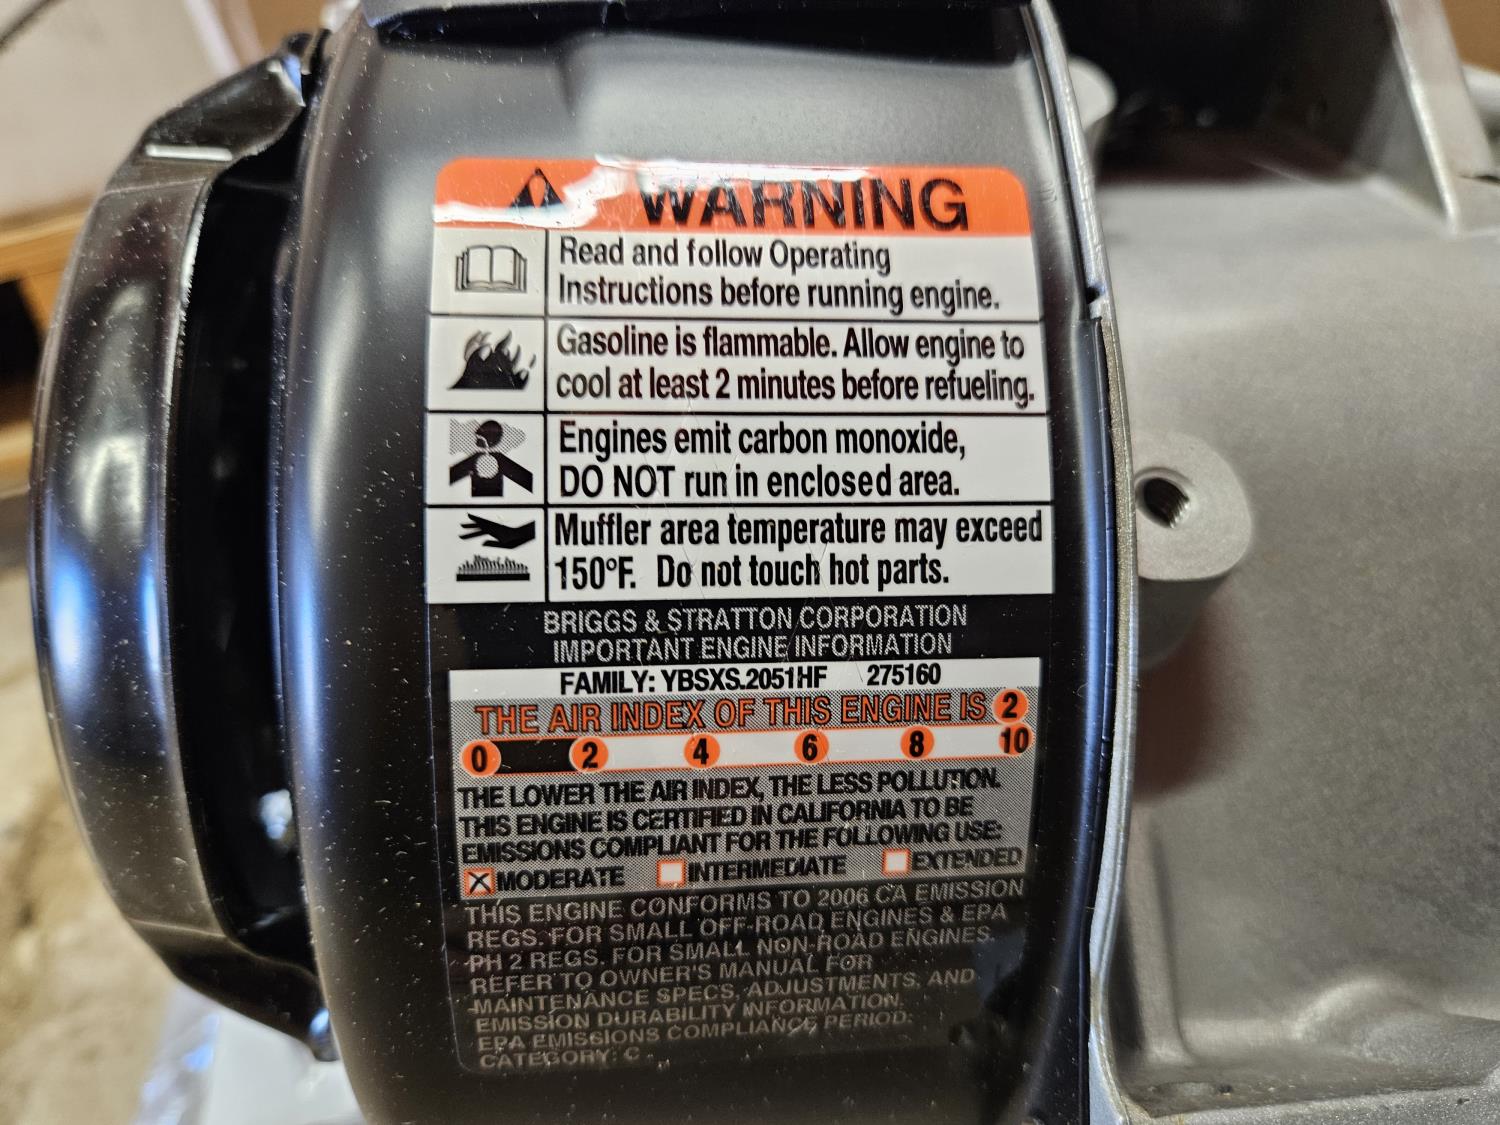 WARNING
Read and follow Operating
Instructions before running engine.
Gasoline is flammable. Allow engine to
cool at least 2 minutes before refueling.
Engines emit carbon monoxide,
DO NOT run in enclosed area.
Muffler area temperature may exceed
150°F. Do not touch hot parts.
BRIGGS & STRATTON CORPORATION
IMPORTANT ENGINE INFORMATION
FAMILY: YBSXS.2051HF 275160
THE AIR INDEX OF THIS ENGINE IS 2
0 2 4 6 8 10
THE LOWER THE AIR INDEX, THE LESS POLLUTION.
THIS ENGINE IS CERTIFIED IN CALIFORNIA TO BE
EMISSIONS COMPLIANT FOR THE FOLLOWING USE:
MODERATE INTERMEDIATE EXTENDED
THIS ENGINE CONFORMS TO 2006 CA EMISSION
REGS. FOR SMALL OFF-ROAD ENGINES & EPA
PH 2 REGS. FOR SMALL NON-ROAD ENGINES.
REFER TO OWNER'S MANUAL FOR
MAINTENANCE SPECS, ADJUSTMENTS, AND
EMISSION DURABILITY INFORMATION.
EPA EMISSIONS COMPLIANCE PERIOD:
CATEGORY: C